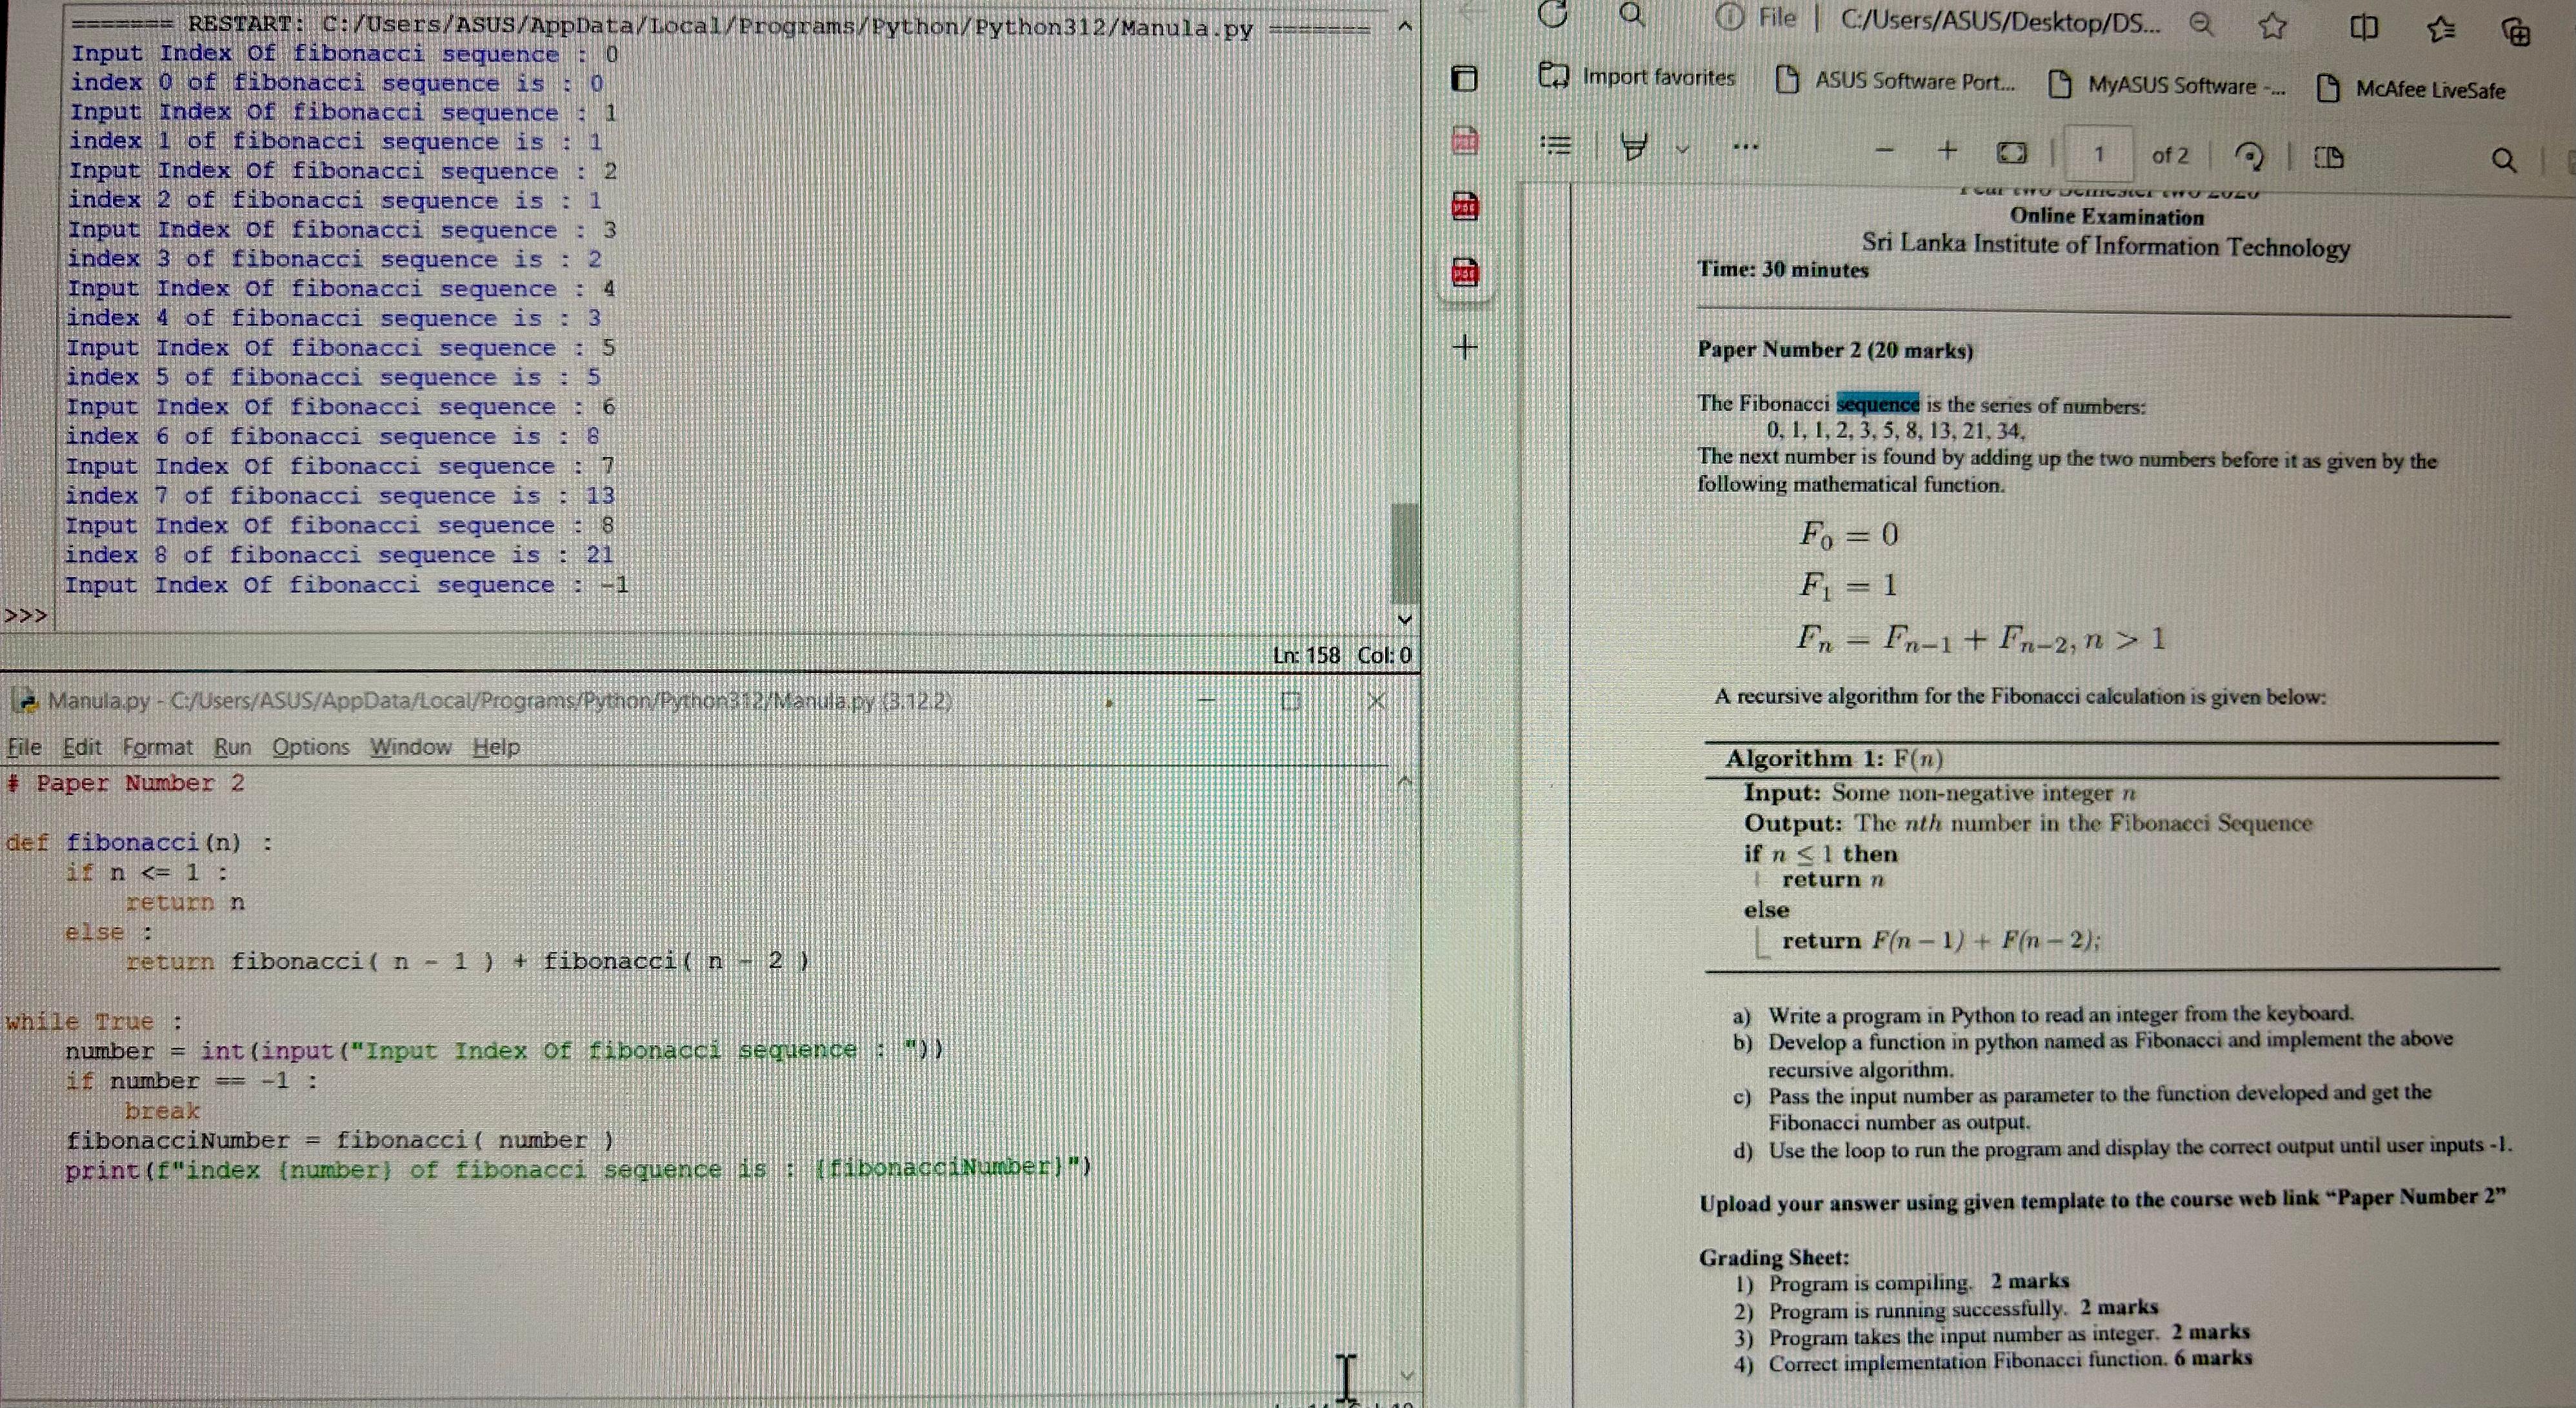 ======= RESTART: C:/Users/ASUS/AppData/Local/Programs/Python/Python312/Manula.py =======
Input Index Of fibonacci sequence : 0
index 0 of fibonacci sequence is : 0
Input Index Of fibonacci sequence : 1
index 1 of fibonacci sequence is : 1
Input Index Of fibonacci sequence : 2
index 2 of fibonacci sequence is : 1
Input Index Of fibonacci sequence : 3
index 3 of fibonacci sequence is : 2
Input Index Of fibonacci sequence : 4
index 4 of fibonacci sequence is : 3
Input Index Of fibonacci sequence : 5
index 5 of fibonacci sequence is : 5
Input Index Of fibonacci sequence : 6
index 6 of fibonacci sequence is : 8
Input Index Of fibonacci sequence : 7
index 7 of fibonacci sequence is : 13
Input Index Of fibonacci sequence : 8
index 8 of fibonacci sequence is : 21
Input Index Of fibonacci sequence : -1
>>>
Ln: 158 Col: 0
Manula.py - C:/Users/ASUS/AppData/Local/Programs/Python/Python312/Manula.py (3.12.2)
File Edit Format Run Options Window Help
# Paper Number 2
def fibonacci(n) :
    if n <= 1 :
        return n
    else :
        return fibonacci( n - 1 ) + fibonacci( n - 2 )
while True :
    number = int(input("Input Index Of fibonacci sequence : "))
    if number == -1 :
        break
    fibonacciNumber = fibonacci( number )
    print(f"index {number} of fibonacci sequence is : {fibonacciNumber}")
File | C:/Users/ASUS/Desktop/DS...
Import favorites ASUS Software Port... MyASUS Software -... McAfee LiveSafe
1 of 2
Year two Semester two 2020
Online Examination
Sri Lanka Institute of Information Technology
Time: 30 minutes
Paper Number 2 (20 marks)
The Fibonacci sequence is the series of numbers:
0, 1, 1, 2, 3, 5, 8, 13, 21, 34,
The next number is found by adding up the two numbers before it as given by the
following mathematical function.
F₀ = 0
F₁ = 1
Fₙ = Fₙ₋₁ + Fₙ₋₂, n > 1
A recursive algorithm for the Fibonacci calculation is given below:
Algorithm 1: F(n)
Input: Some non-negative integer n
Output: The nth number in the Fibonacci Sequence
if n ≤ 1 then
return n
else
return F(n − 1) + F(n − 2);
a) Write a program in Python to read an integer from the keyboard.
b) Develop a function in python named as Fibonacci and implement the above
recursive algorithm.
c) Pass the input number as parameter to the function developed and get the
Fibonacci number as output.
d) Use the loop to run the program and display the correct output until user inputs -1.
Upload your answer using given template to the course web link “Paper Number 2”
Grading Sheet:
1) Program is compiling. 2 marks
2) Program is running successfully. 2 marks
3) Program takes the input number as integer. 2 marks
4) Correct implementation Fibonacci function. 6 marks